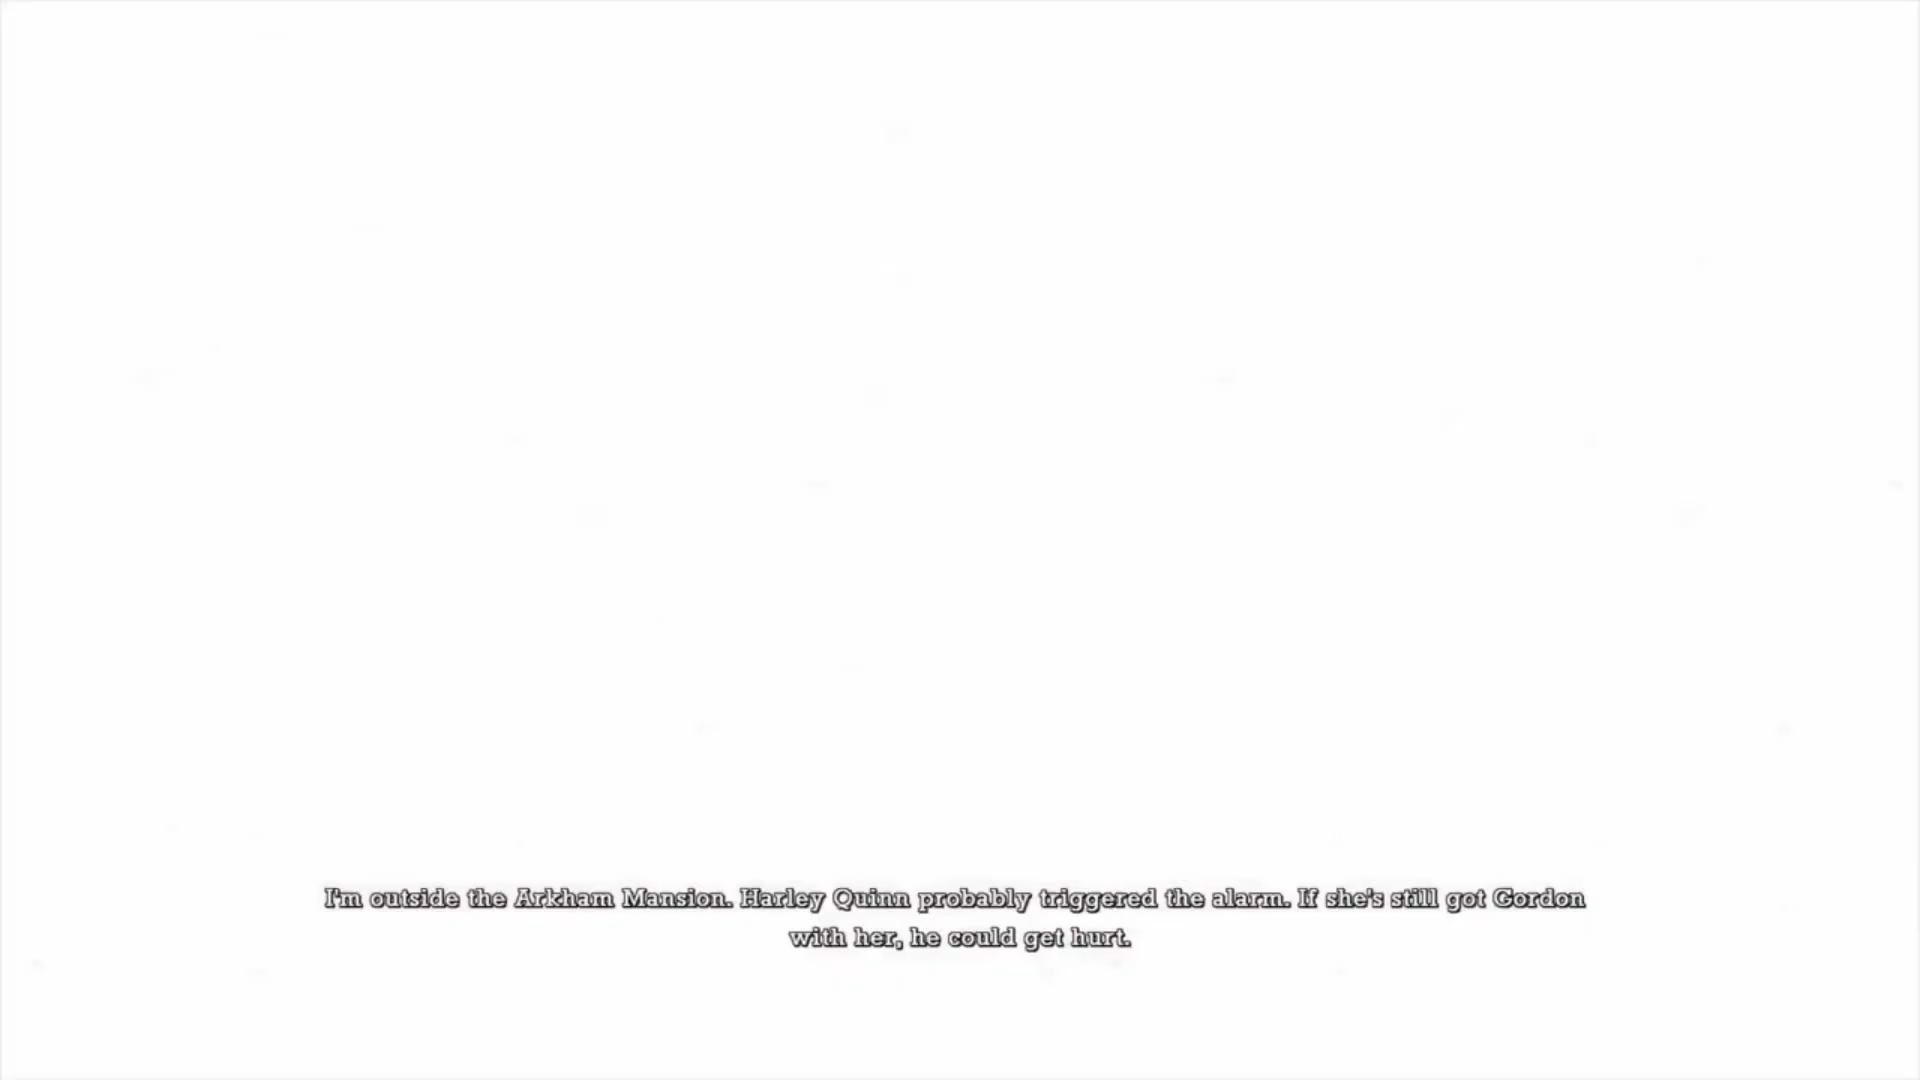 I'm outside the Arkham Mansion. Harley Quinn probably triggered the alarm. If she's still got Gordon
with her, he could get hurt.